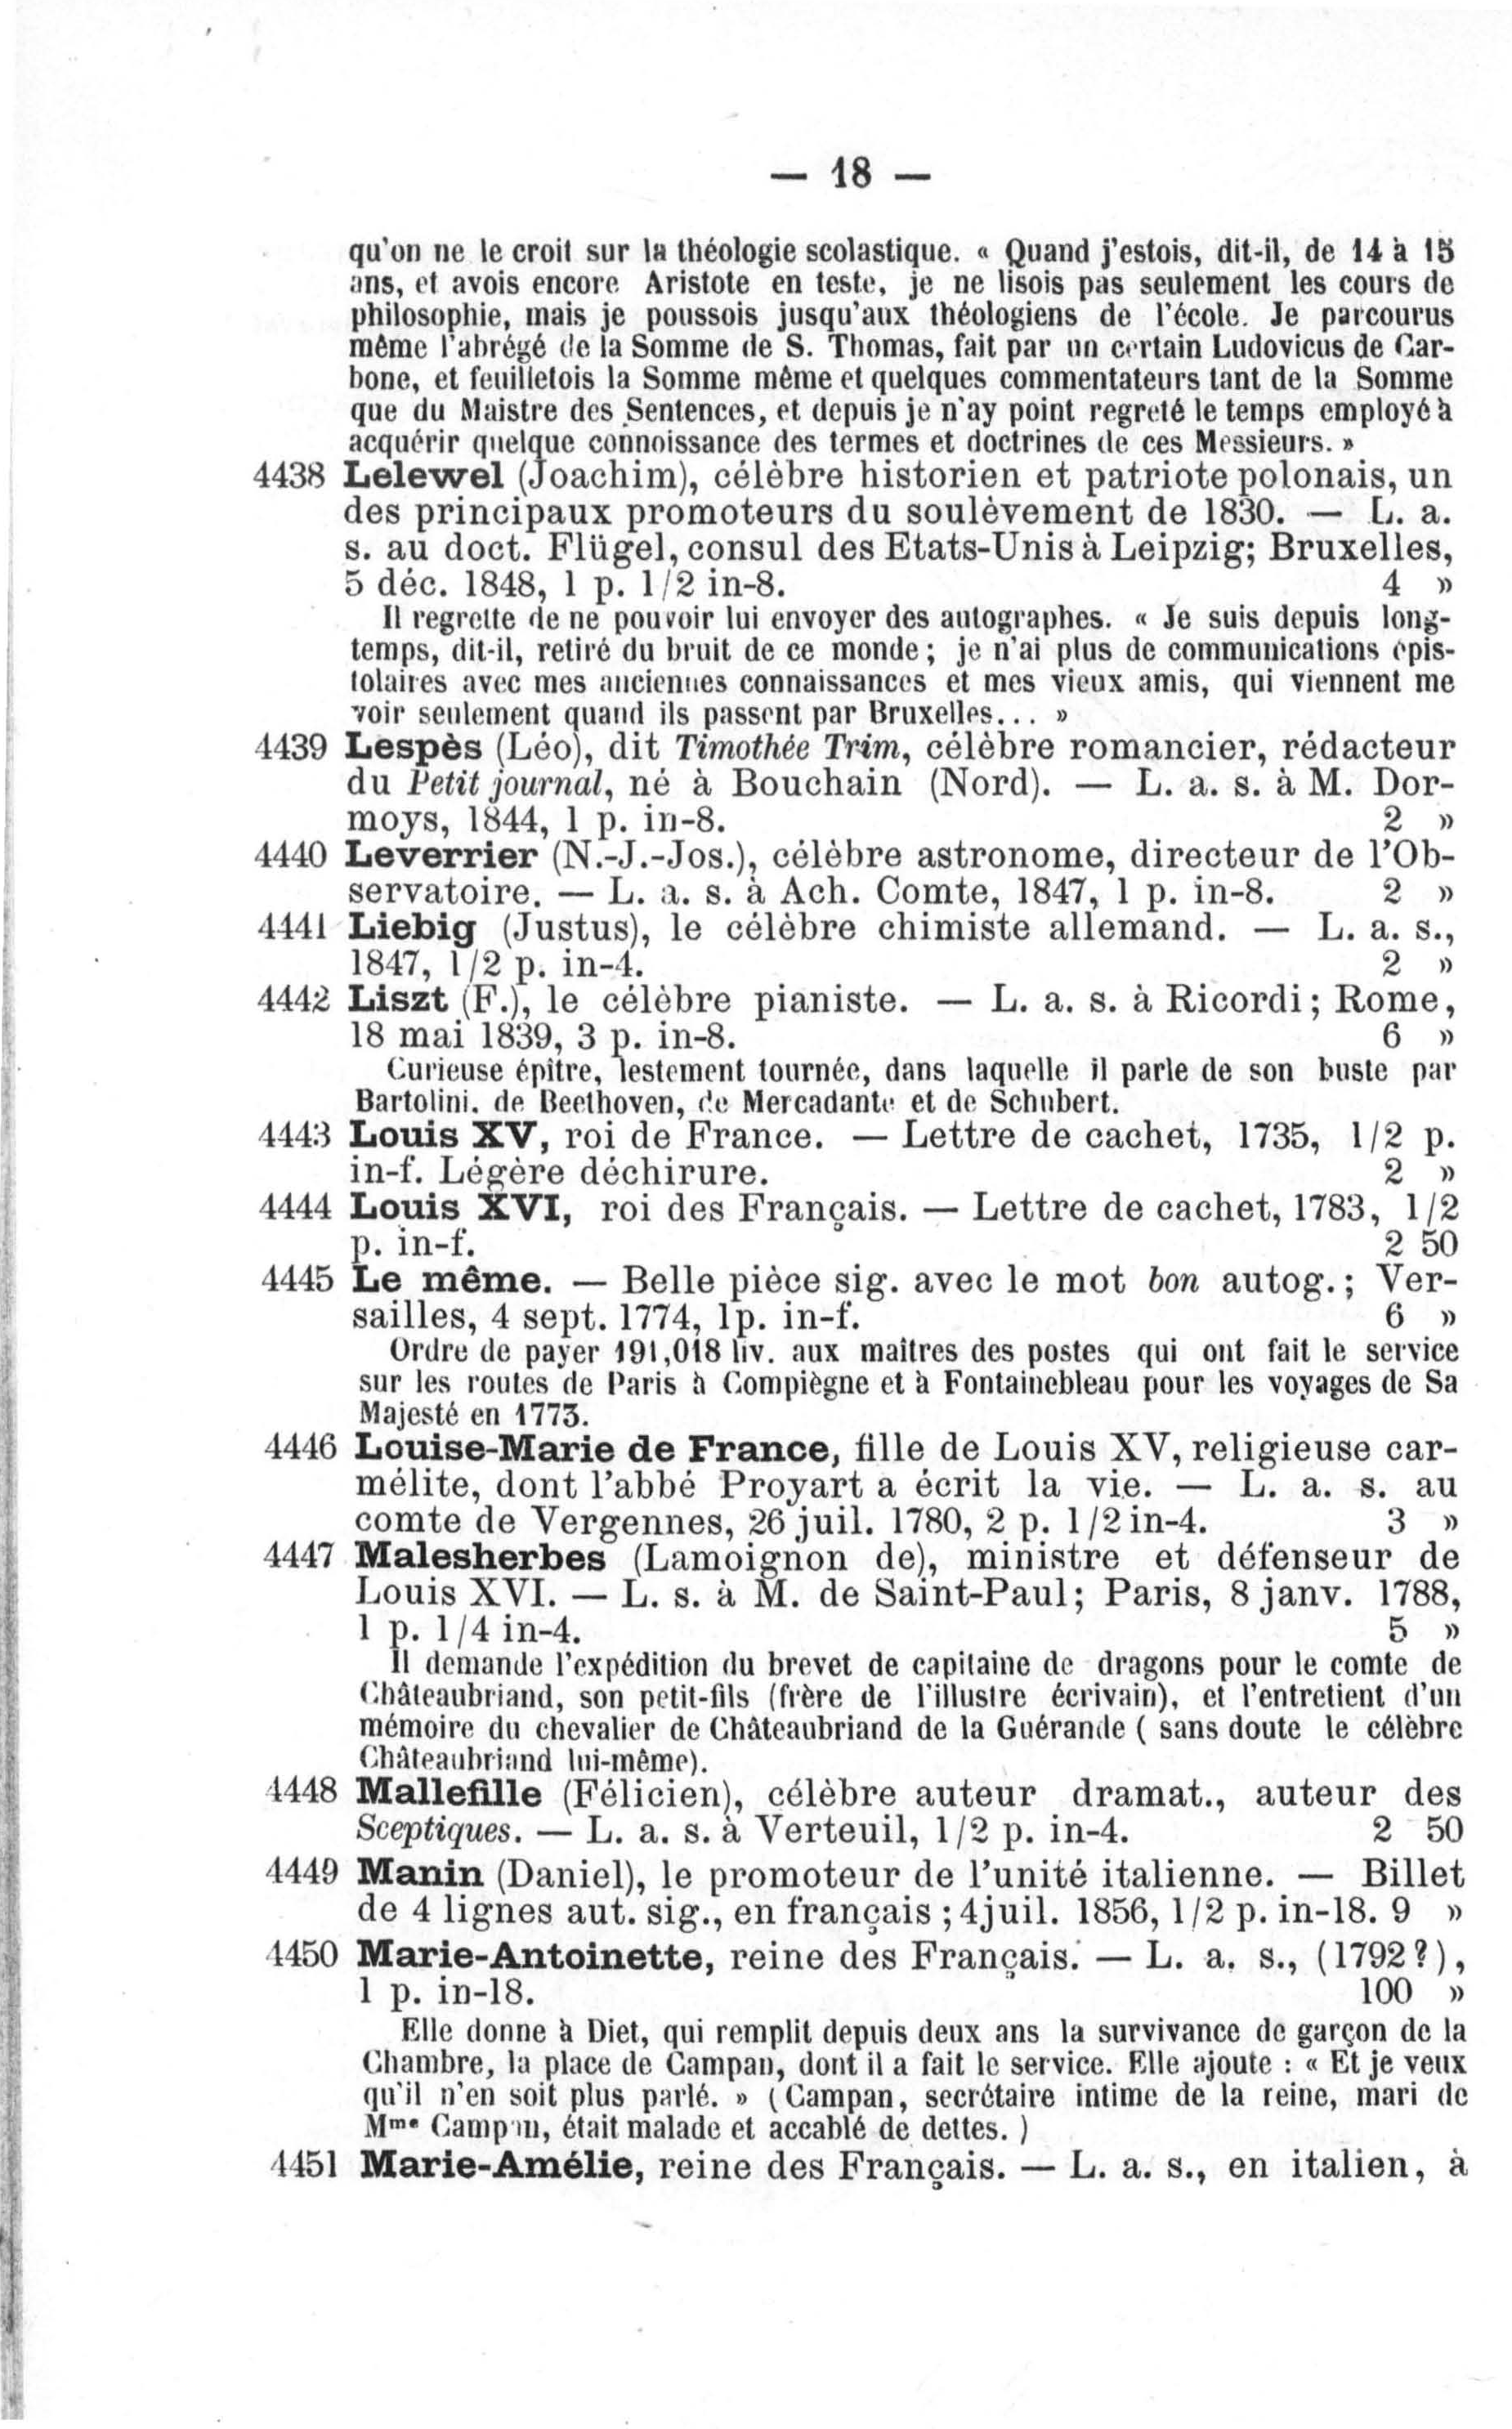 — 18 —
qu'on ne le croit sur la théologie scolastique. « Quand j'estois, dit-il, de 14 à 15
ans, et avois encore Aristote en teste, je ne lisois pas seulement les cours de
philosophie, mais je poussois jusqu'aux théologiens de l'école. Je parcourus
même l'abrégé de la Somme de S. Thomas, fait par un certain Ludovicus de Car-
bone, et feuilletois la Somme même et quelques commentateurs tant de la Somme
que du Maistre des Sentences, et depuis je n'ay point regreté le temps employé à
acquérir quelque connoissance des termes et doctrines de ces Messieurs. »
4438 Lelewel (Joachim), célèbre historien et patriote polonais, un
des principaux promoteurs du soulèvement de 1830. — L. a.
s. au doct. Flügel, consul des Etats-Unis à Leipzig; Bruxelles,
5 déc. 1848, 1 p. 1/2 in-8. 4 »
Il regrette de ne pouvoir lui envoyer des autographes. « Je suis depuis long-
temps, dit-il, retiré du bruit de ce monde; je n'ai plus de communications épis-
tolaires avec mes anciennes connaissances et mes vieux amis, qui viennent me
voir seulement quand ils passent par Bruxelles... »
4439 Lespès (Léo), dit Timothée Trim, célèbre romancier, rédacteur
du Petit journal, né à Bouchain (Nord). — L. a. s. à M. Dor-
moys, 1844, 1 p. in-8. 2 »
4440 Leverrier (N.-J.-Jos.), célèbre astronome, directeur de l'Ob-
servatoire. — L. a. s. à Ach. Comte, 1847, 1 p. in-8. 2 »
4441 Liebig (Justus), le célèbre chimiste allemand. — L. a. s.,
1847, 1/2 p. in-4. 2 »
4442 Liszt (F.), le célèbre pianiste. — L. a. s. à Ricordi; Rome,
18 mai 1839, 3 p. in-8. 6 »
Curieuse épître, lestement tournée, dans laquelle il parle de son buste par
Bartolini. de Beethoven, de Mercadante et de Schubert.
4443 Louis XV, roi de France. — Lettre de cachet, 1735, 1/2 p.
in-f. Légère déchirure. 2 »
4444 Louis XVI, roi des Français. — Lettre de cachet, 1783, 1/2
p. in-f. 2 50
4445 Le même. — Belle pièce sig. avec le mot bon autog.; Ver-
sailles, 4 sept. 1774, 1p. in-f. 6 »
Ordre de payer 191,018 liv. aux maîtres des postes qui ont fait le service
sur les routes de Paris à Compiègne et à Fontainebleau pour les voyages de Sa
Majesté en 1773.
4446 Louise-Marie de France, fille de Louis XV, religieuse car-
mélite, dont l'abbé Proyart a écrit la vie. — L. a. s. au
comte de Vergennes, 26 juil. 1780, 2 p. 1/2 in-4. 3 »
4447 Malesherbes (Lamoignon de), ministre et défenseur de
Louis XVI. — L. s. à M. de Saint-Paul; Paris, 8 janv. 1788,
1 p. 1/4 in-4. 5 »
Il demande l'expédition du brevet de capitaine de dragons pour le comte de
Châteaubriand, son petit-fils (frère de l'illustre écrivain), et l'entretient d'un
mémoire du chevalier de Châteaubriand de la Guérande ( sans doute le célèbre
Châteaubriand lui-même).
4448 Mallefille (Félicien), célèbre auteur dramat., auteur des
Sceptiques. — L. a. s. à Verteuil, 1/2 p. in-4. 2 50
4449 Manin (Daniel), le promoteur de l'unité italienne. — Billet
de 4 lignes aut. sig., en français ; 4 juil. 1856, 1/2 p. in-18. 9 »
4450 Marie-Antoinette, reine des Français. — L. a. s., (1792?),
1 p. in-18. 100 »
Elle donne à Diet, qui remplit depuis deux ans la survivance de garçon de la
Chambre, la place de Campan, dont il a fait le service. Elle ajoute : « Et je veux
qu'il n'en soit plus parlé. » (Campan, secrétaire intime de la reine, mari de
Mme Campan, était malade et accablé de dettes. )
4451 Marie-Amélie, reine des Français. — L. a. s., en italien, à